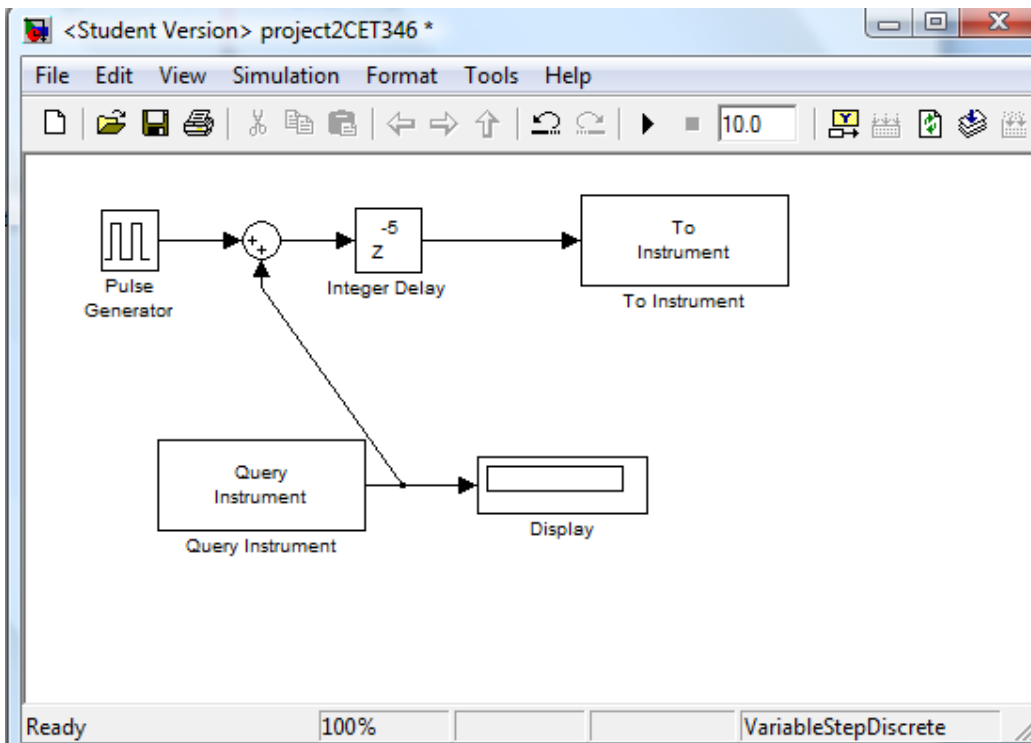 <Student Version> project2CET346 *
File Edit View Simulation Format Tools Help
10.0
Pulse
Generator
+
+
-5
Z
Integer Delay
To
Instrument
To Instrument
Query
Instrument
Query Instrument
Display
Ready 100% VariableStepDiscrete